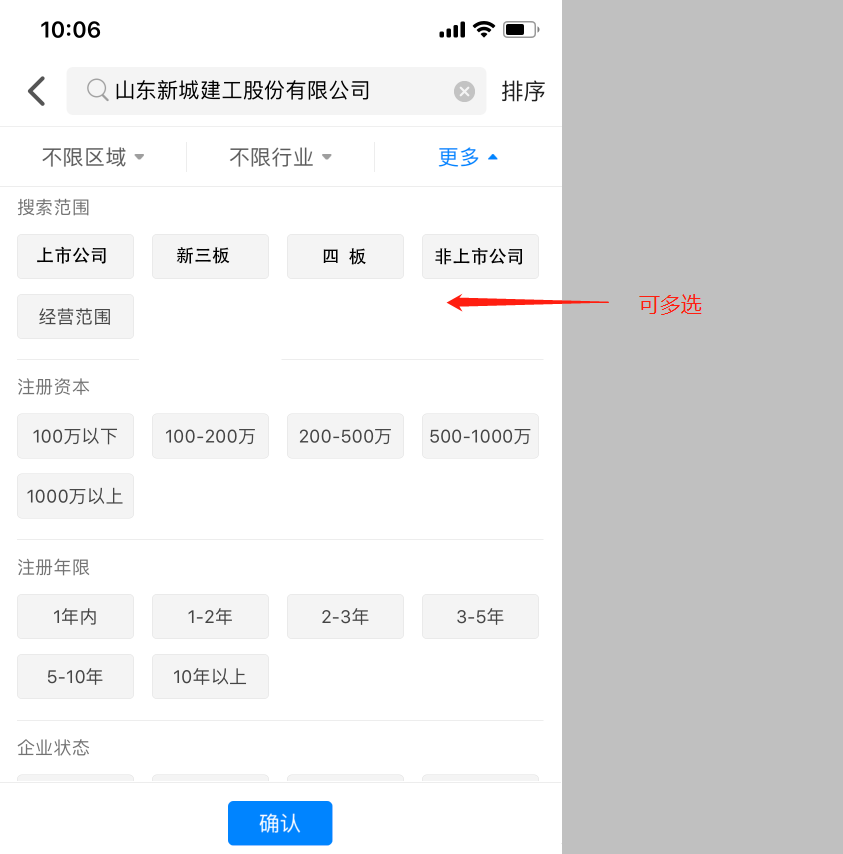 10:06
山东新城建工股份有限公司
排序
不限区域
不限行业
更多
搜索范围
上市公司
新三板
四 板
非上市公司
可多选
经营范围
注册资本
100万以下
100-200万
200-500万
500-1000万
1000万以上
注册年限
1年内
1-2年
2-3年
3-5年
5-10年
10年以上
企业状态
确认